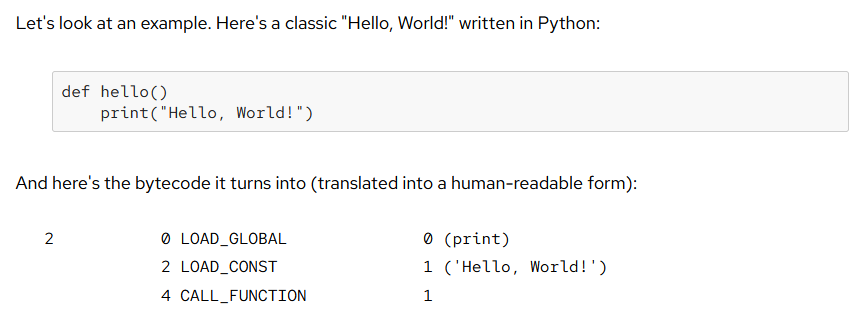 Let's look at an example. Here's a classic "Hello, World!" written in Python:
def hello()
    print("Hello, World!")
And here's the bytecode it turns into (translated into a human-readable form):
2           0 LOAD_GLOBAL              0 (print)
            2 LOAD_CONST               1 ('Hello, World!')
            4 CALL_FUNCTION            1